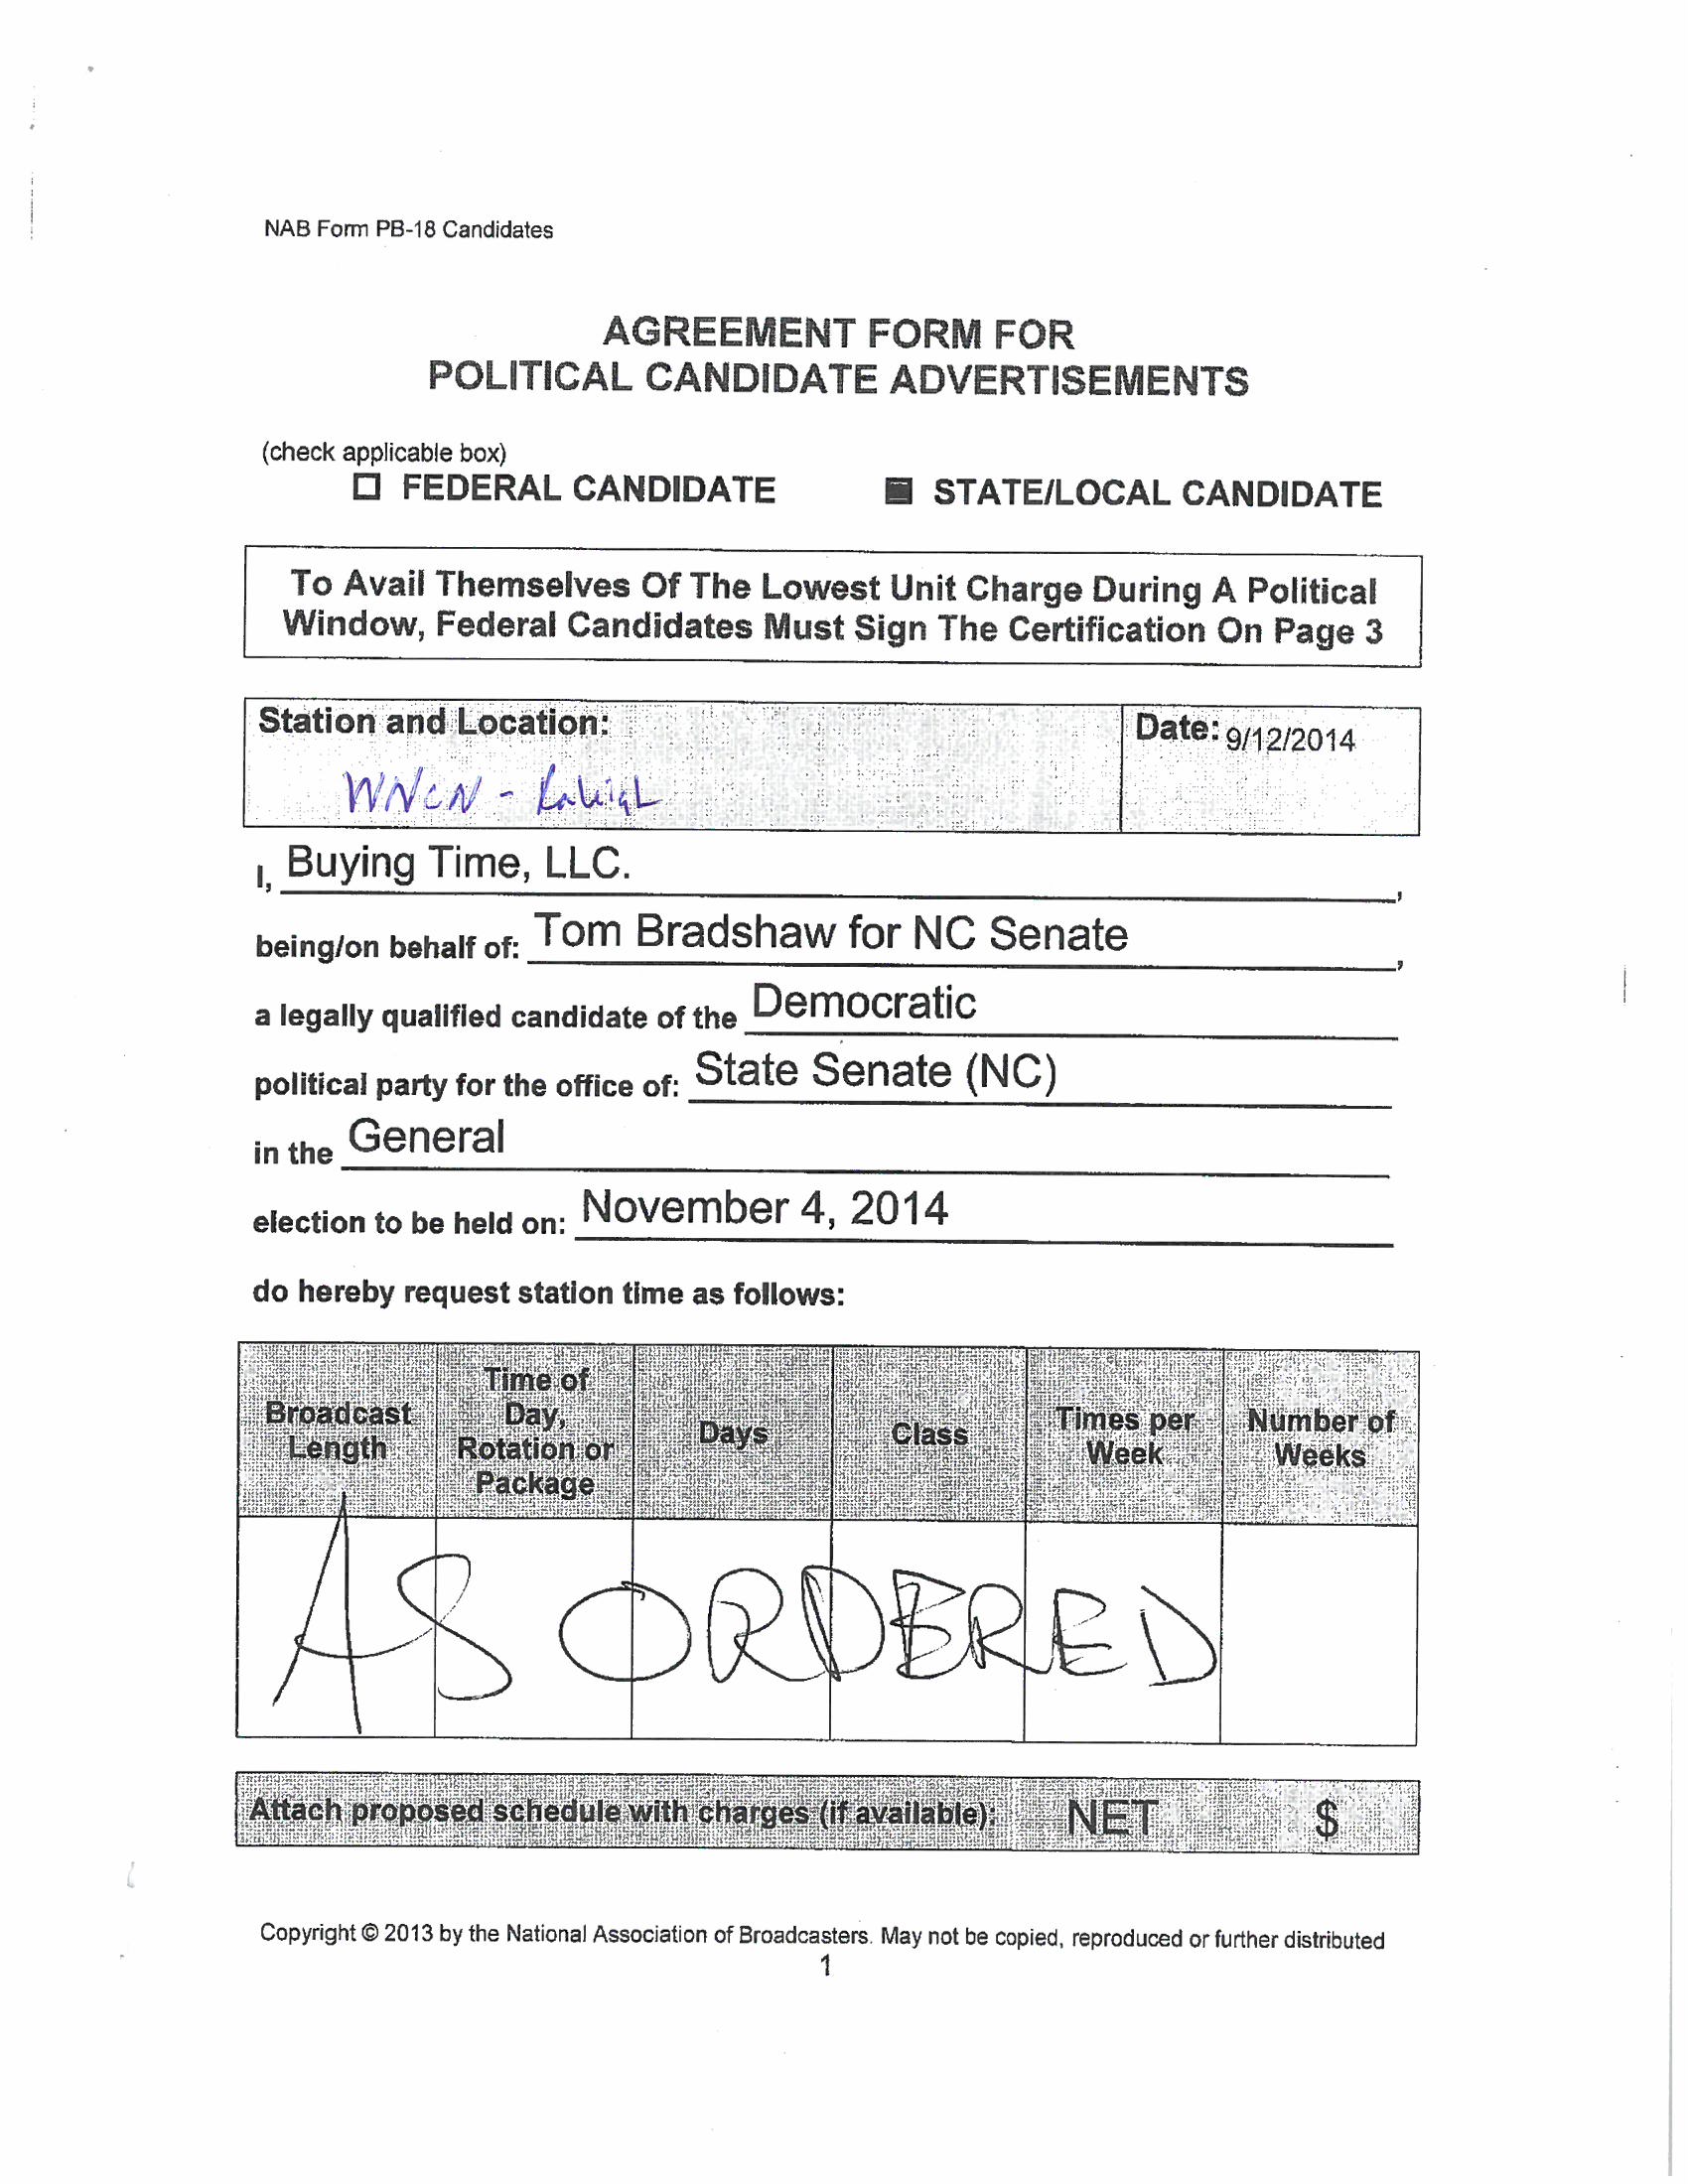 NAB Form PB-18 Candidates
AGREEMENT FORM FOR
POLITICAL CANDIDATE ADVERTISEMENTS
(check applicable box)
☐ FEDERAL CANDIDATE ■ STATE/LOCAL CANDIDATE
To Avail Themselves Of The Lowest Unit Charge During A Political
Window, Federal Candidates Must Sign The Certification On Page 3
Station and Location: Date: 9/12/2014
WNCN - Raleigh
I, Buying Time, LLC. ,
being/on behalf of: Tom Bradshaw for NC Senate ,
a legally qualified candidate of the Democratic
political party for the office of: State Senate (NC)
in the General
election to be held on: November 4, 2014
do hereby request station time as follows:
Broadcast Length Time of Day, Rotation or Package Days Class Times per Week Number of Weeks
AS ORDERED
Attach proposed schedule with charges (if available): NET $
Copyright © 2013 by the National Association of Broadcasters. May not be copied, reproduced or further distributed
1